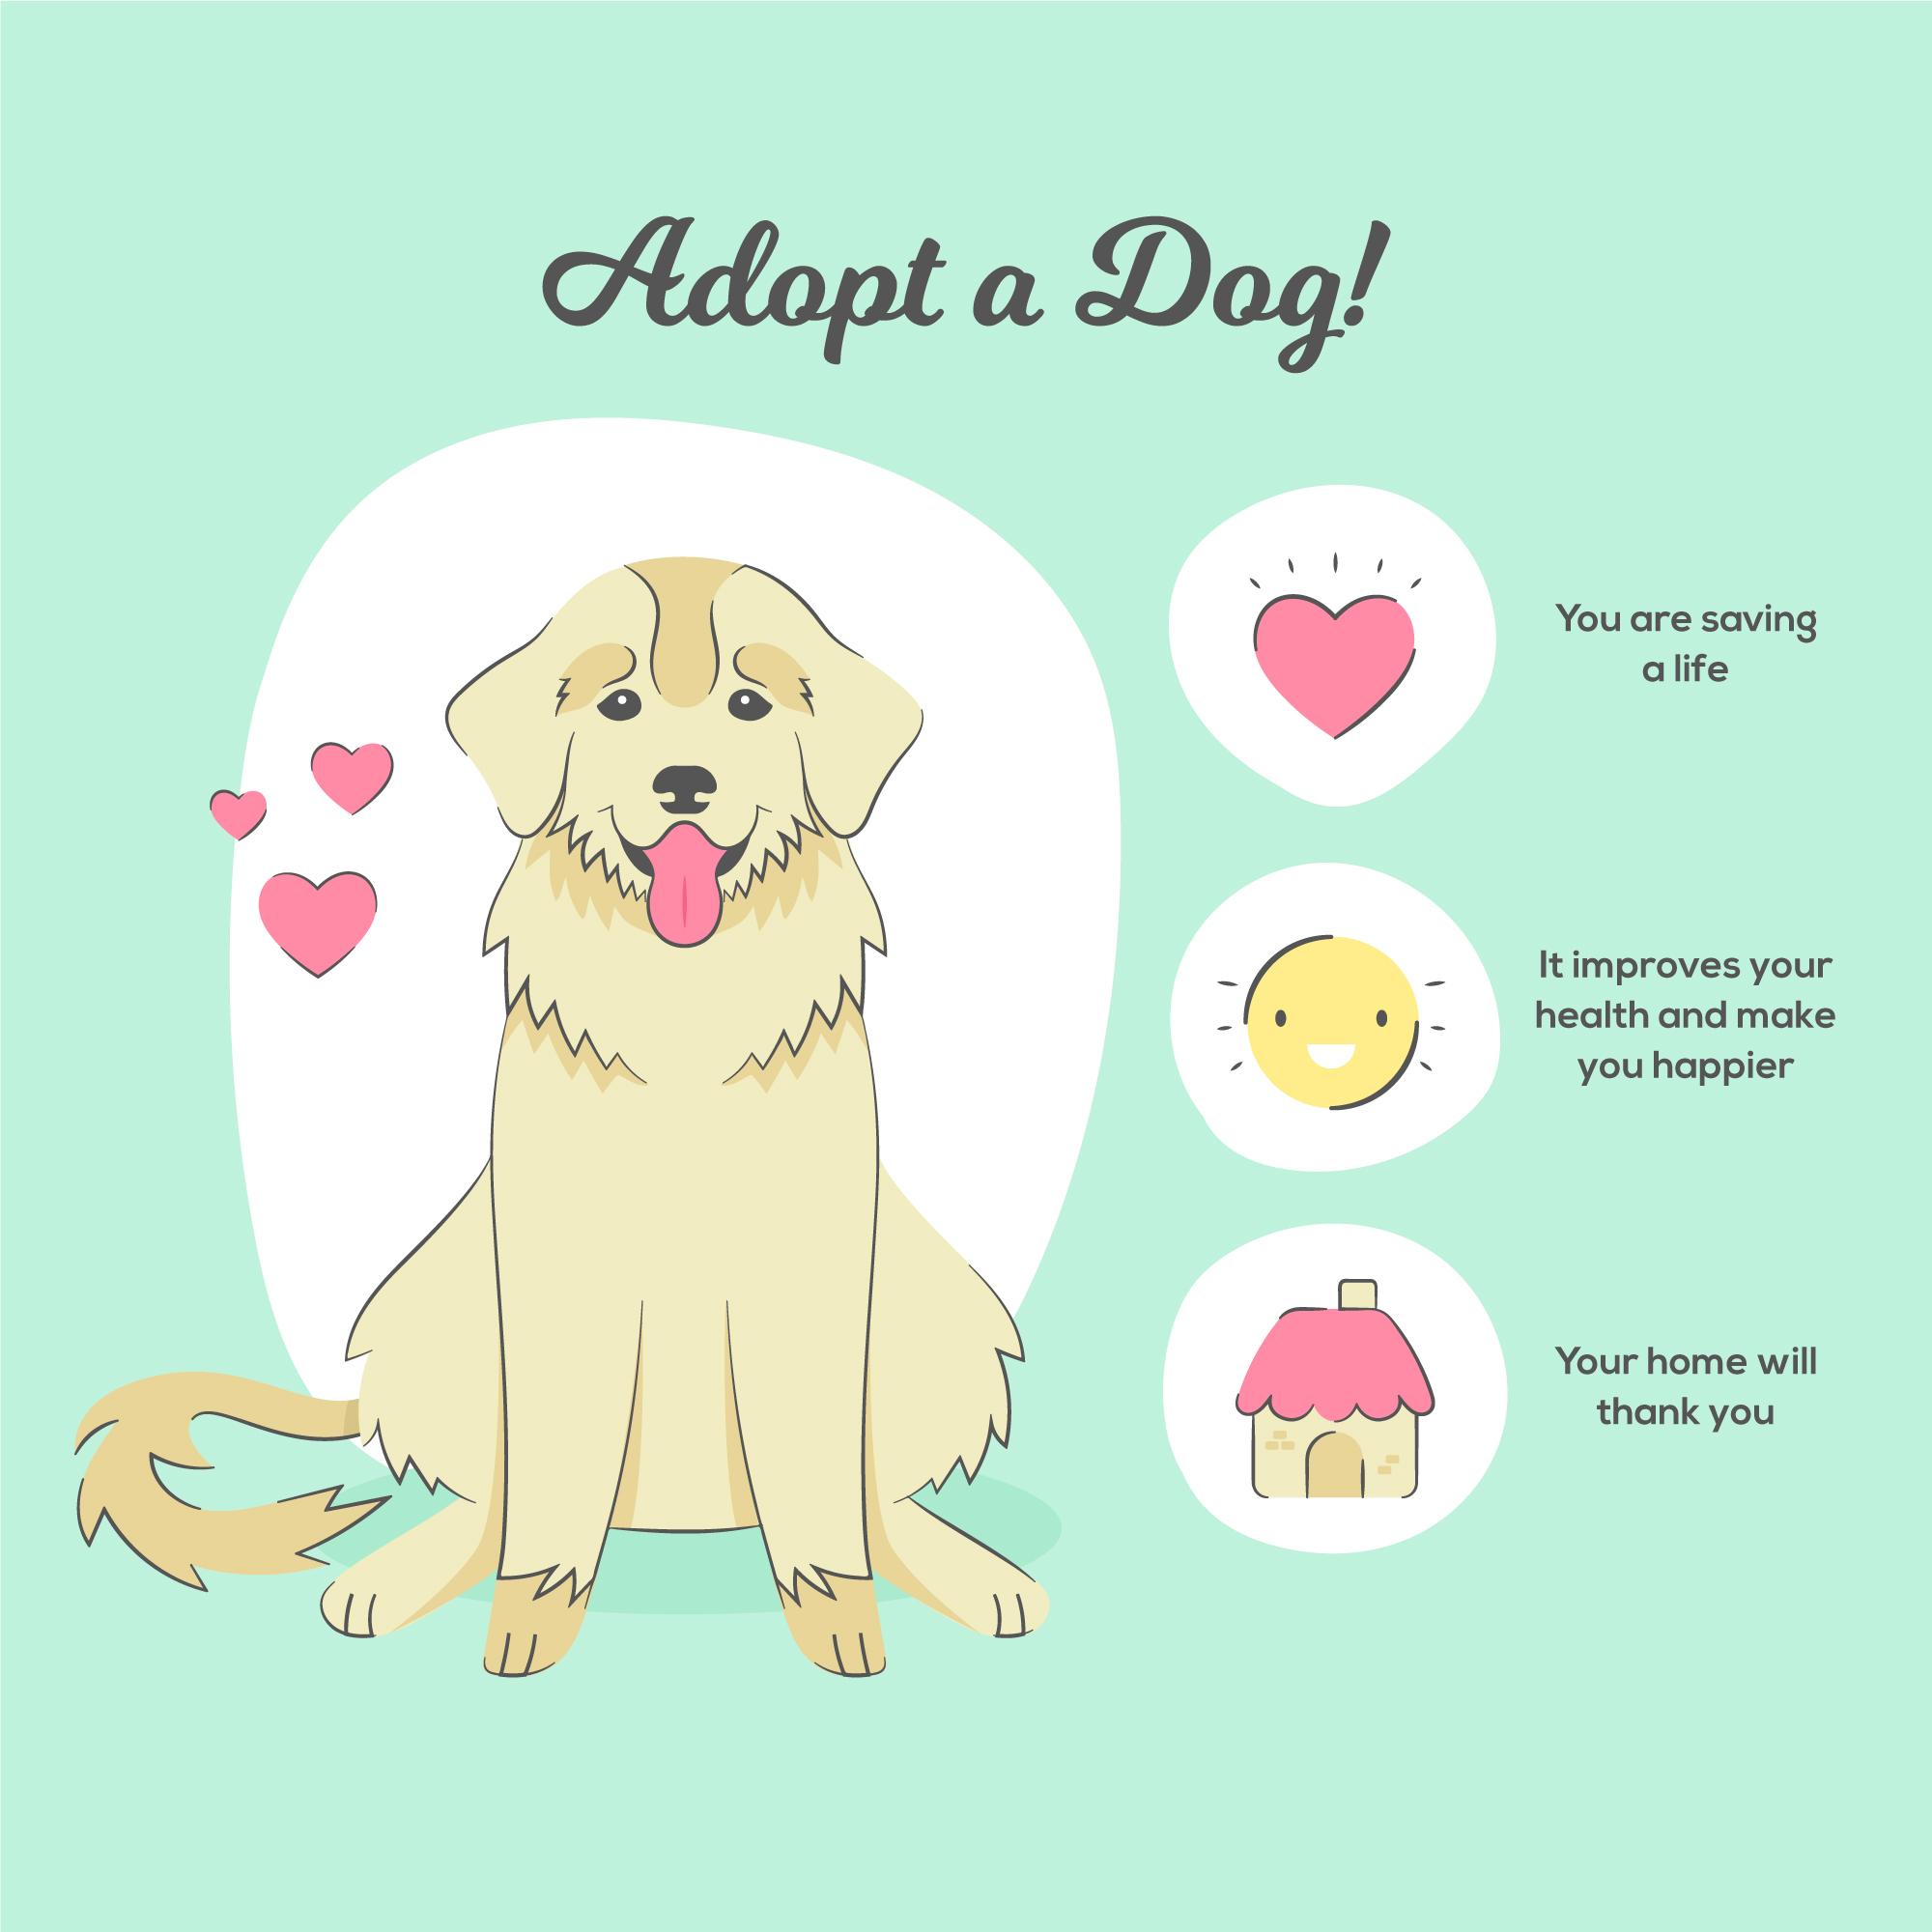 Adopt a Dog!
You are saving
a life
It improves your
health and make
you happier
Your home will
thank you